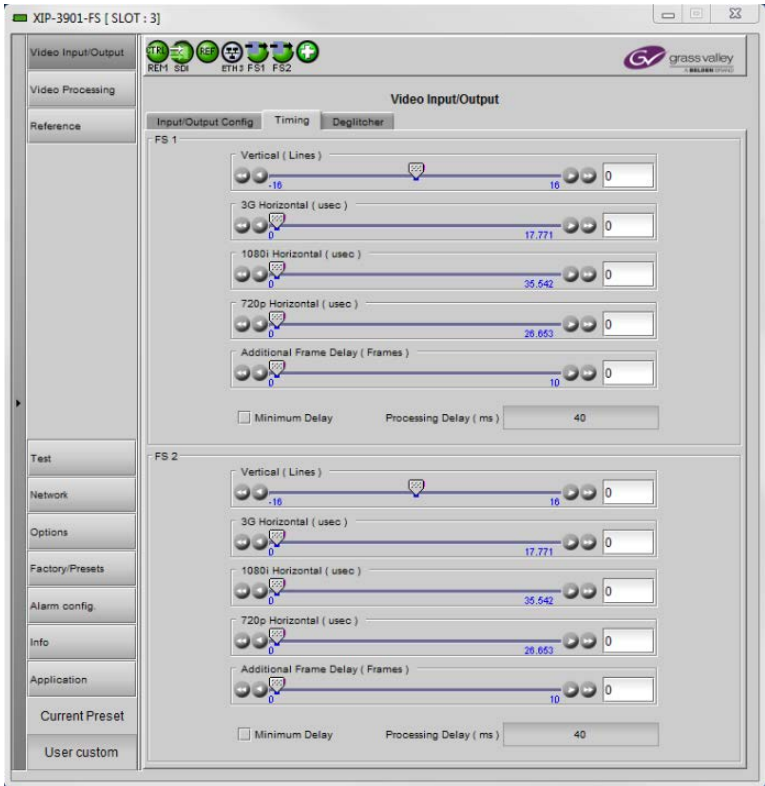 XIP-3901-FS [ SLOT : 3]
Video Input/Output
Video Processing
Reference
Test
Network
Options
Factory/Presets
Alarm config.
Info
Application
Current Preset
User custom
CTRL REF
REM SDI ETH 3 FS1 FS2
GV grass valley
A BELDEN BRAND
Video Input/Output
Input/Output Config Timing Deglitcher
FS 1
Vertical ( Lines )
-16 16 0
3G Horizontal ( usec )
0 17.771 0
1080i Horizontal ( usec )
0 35.542 0
720p Horizontal ( usec )
0 26.653 0
Additional Frame Delay ( Frames )
0 10 0
Minimum Delay Processing Delay ( ms ) 40
FS 2
Vertical ( Lines )
-16 16 0
3G Horizontal ( usec )
0 17.771 0
1080i Horizontal ( usec )
0 35.542 0
720p Horizontal ( usec )
0 26.653 0
Additional Frame Delay ( Frames )
0 10 0
Minimum Delay Processing Delay ( ms ) 40